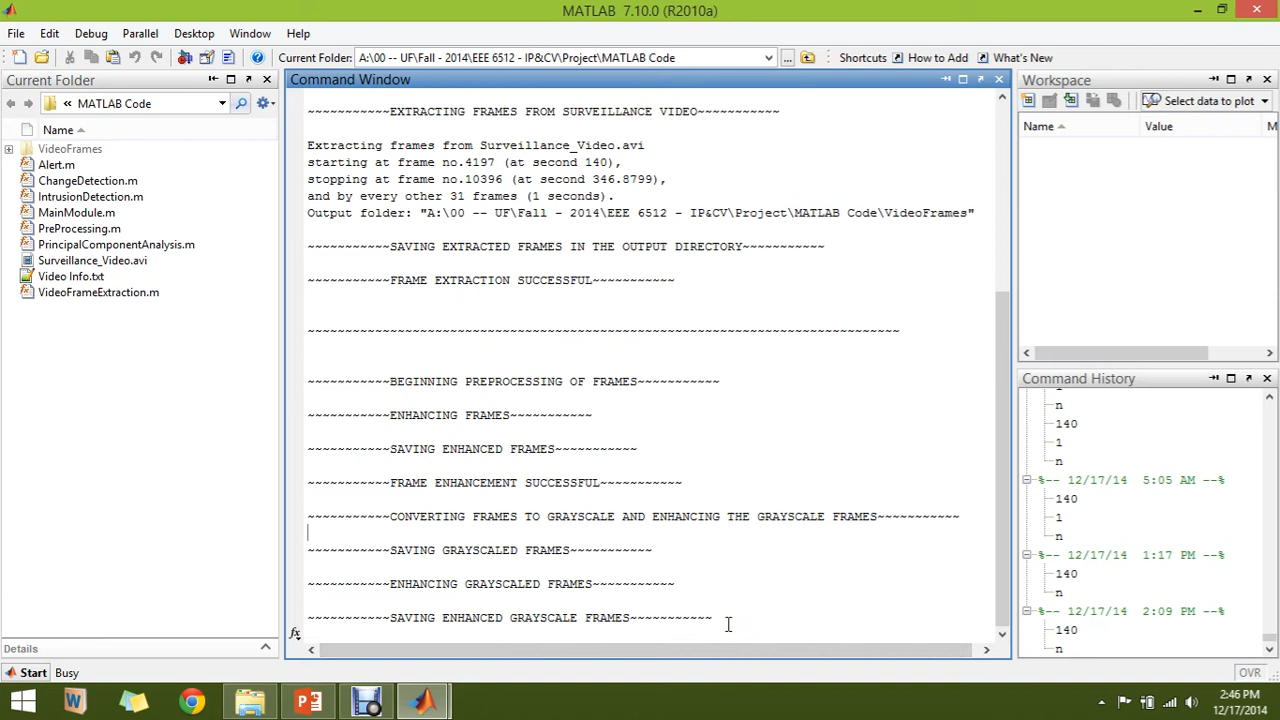 MATLAB 7.10.0 (R2010a)
File Edit Debug Parallel Desktop Window Help
Current Folder: A:\00 -- UF\Fall - 2014\EEE 6512 - IP&CV\Project\MATLAB Code ... Shortcuts How to Add What's New
Current Folder
« MATLAB Code
Name
VideoFrames
Alert.m
ChangeDetection.m
IntrusionDetection.m
MainModule.m
PreProcessing.m
PrincipalComponentAnalysis.m
Surveillance_Video.avi
Video Info.txt
VideoFrameExtraction.m
Details
Command Window
~~~~~~~~~~~EXTRACTING FRAMES FROM SURVEILLANCE VIDEO~~~~~~~~~~~
Extracting frames from Surveillance_Video.avi
starting at frame no.4197 (at second 140),
stopping at frame no.10396 (at second 346.8799),
and by every other 31 frames (1 seconds).
Output folder: "A:\00 -- UF\Fall - 2014\EEE 6512 - IP&CV\Project\MATLAB Code\VideoFrames"
~~~~~~~~~~~SAVING EXTRACTED FRAMES IN THE OUTPUT DIRECTORY~~~~~~~~~~~
~~~~~~~~~~~FRAME EXTRACTION SUCCESSFUL~~~~~~~~~~~
~~~~~~~~~~~~~~~~~~~~~~~~~~~~~~~~~~~~~~~~~~~~~~~~~~~~~~~~~~~~~~~~~~~~~~~~~~~~~~~
~~~~~~~~~~~BEGINNING PREPROCESSING OF FRAMES~~~~~~~~~~~
~~~~~~~~~~~ENHANCING FRAMES~~~~~~~~~~~
~~~~~~~~~~~SAVING ENHANCED FRAMES~~~~~~~~~~~
~~~~~~~~~~~FRAME ENHANCEMENT SUCCESSFUL~~~~~~~~~~~
~~~~~~~~~~~CONVERTING FRAMES TO GRAYSCALE AND ENHANCING THE GRAYSCALE FRAMES~~~~~~~~~~~
~~~~~~~~~~~SAVING GRAYSCALED FRAMES~~~~~~~~~~~
~~~~~~~~~~~ENHANCING GRAYSCALED FRAMES~~~~~~~~~~~
~~~~~~~~~~~SAVING ENHANCED GRAYSCALE FRAMES~~~~~~~~~~~
fx
Workspace
Select data to plot
Name Value M
Command History
n
140
1
n
%-- 12/17/14 5:05 AM --%
140
1
n
%-- 12/17/14 1:17 PM --%
140
n
%-- 12/17/14 2:09 PM --%
140
n
Start Busy OVR
2:46 PM
12/17/2014